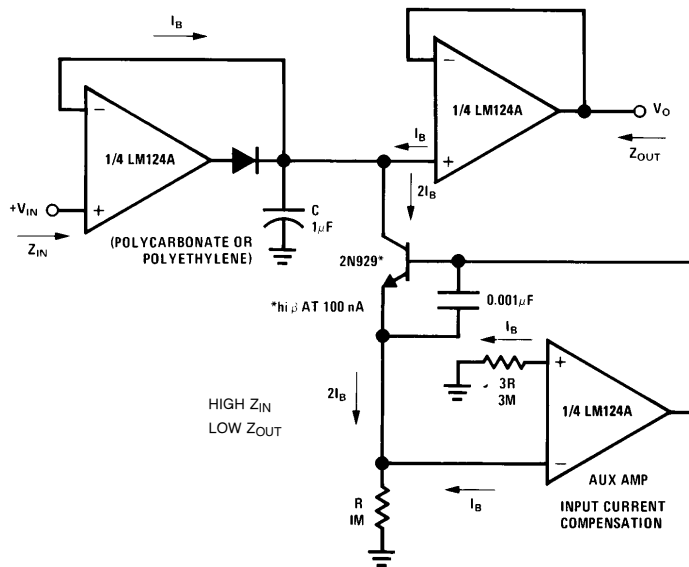 I_B
−
1/4 LM124A
+
+V_IN
Z_IN
C
1μF
(POLYCARBONATE OR
POLYETHYLENE)
−
1/4 LM124A
+
I_B
V_O
Z_OUT
2I_B
2N929*
*hi β AT 100 nA
0.001μF
I_B
3R
3M
+
1/4 LM124A
−
HIGH Z_IN
LOW Z_OUT
2I_B
R
1M
I_B
AUX AMP
INPUT CURRENT
COMPENSATION